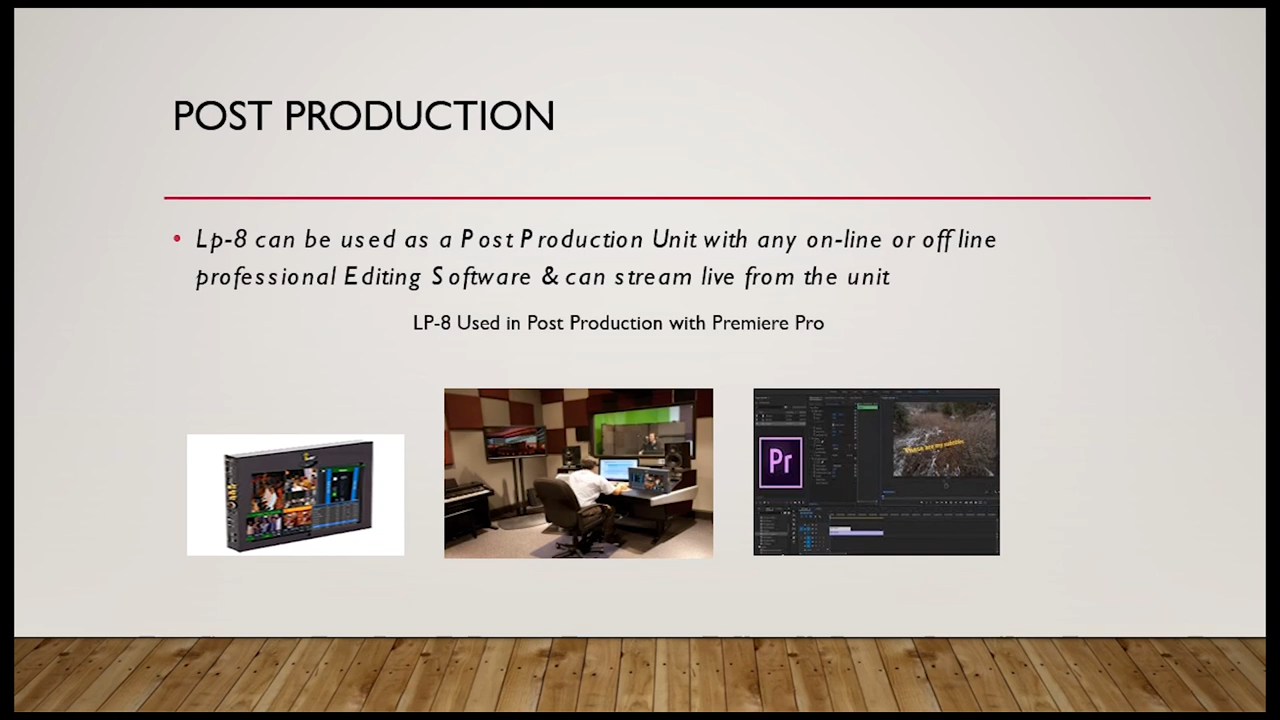 POST PRODUCTION
• Lp-8 can be used as a Post Production Unit with any on-line or off line
professional Editing Software & can stream live from the unit
LP-8 Used in Post Production with Premiere Pro
Pr